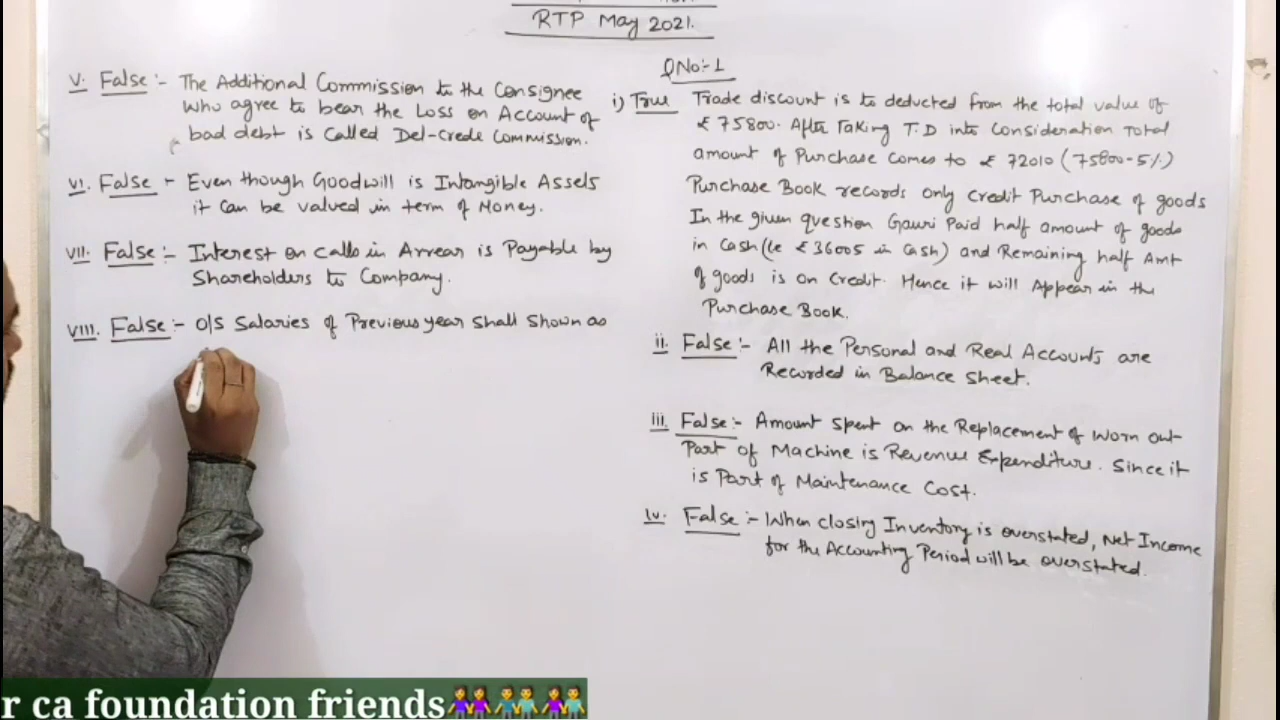 RTP May 2021.
QNo:-1
i) True Trade discount is to deducted from the total value of
₹ 75800. After Taking T.D into Consideration Total
amount of Purchase comes to ₹ 72010 (75800-5%)
Purchase Book records only credit Purchase of goods
In the given question Gauri Paid half amount of goods
in Cash (ie ₹ 36005 in Cash) and Remaining half Amt
of goods is on Credit. Hence it will Appear in the
Purchase Book.
ii. False :- All the Personal and Real Accounts are
Recorded in Balance Sheet.
iii. False :- Amount Spent on the Replacement of Worn out
Part of Machine is Revenue Expenditure. Since it
is Part of Maintenance Cost.
iv. False :- When closing Inventory is overstated, Net Income
for the Accounting Period will be overstated.
V. False :- The Additional Commission to the Consignee
Who agree to bear the Loss on Account of
bad debt is Called Del-Crede Commission.
VI. False :- Even though Goodwill is Intangible Assets
it Can be valued in term of Money.
VII. False :- Interest on calls in Arrear is Payable by
Shareholders to Company.
VIII. False :- O/S Salaries of Previous year Shall Shown as
r ca foundation friends👭👬👬👫